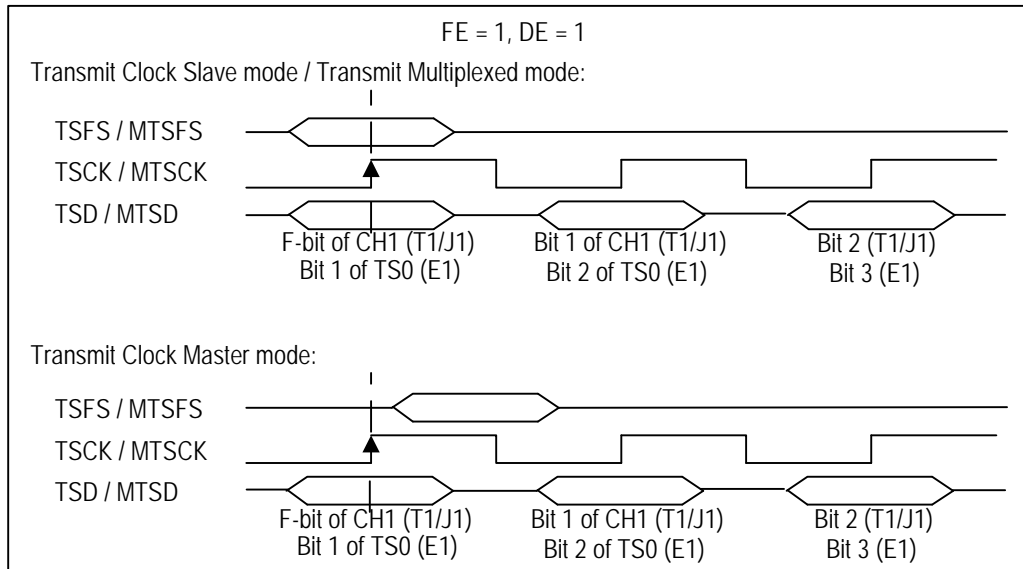 FE = 1, DE = 1
Transmit Clock Slave mode / Transmit Multiplexed mode:
TSFS / MTSFS
TSCK / MTSCK
TSD / MTSD
F-bit of CH1 (T1/J1) Bit 1 of CH1 (T1/J1) Bit 2 (T1/J1)
Bit 1 of TS0 (E1) Bit 2 of TS0 (E1) Bit 3 (E1)
Transmit Clock Master mode:
TSFS / MTSFS
TSCK / MTSCK
TSD / MTSD
F-bit of CH1 (T1/J1) Bit 1 of CH1 (T1/J1) Bit 2 (T1/J1)
Bit 1 of TS0 (E1) Bit 2 of TS0 (E1) Bit 3 (E1)